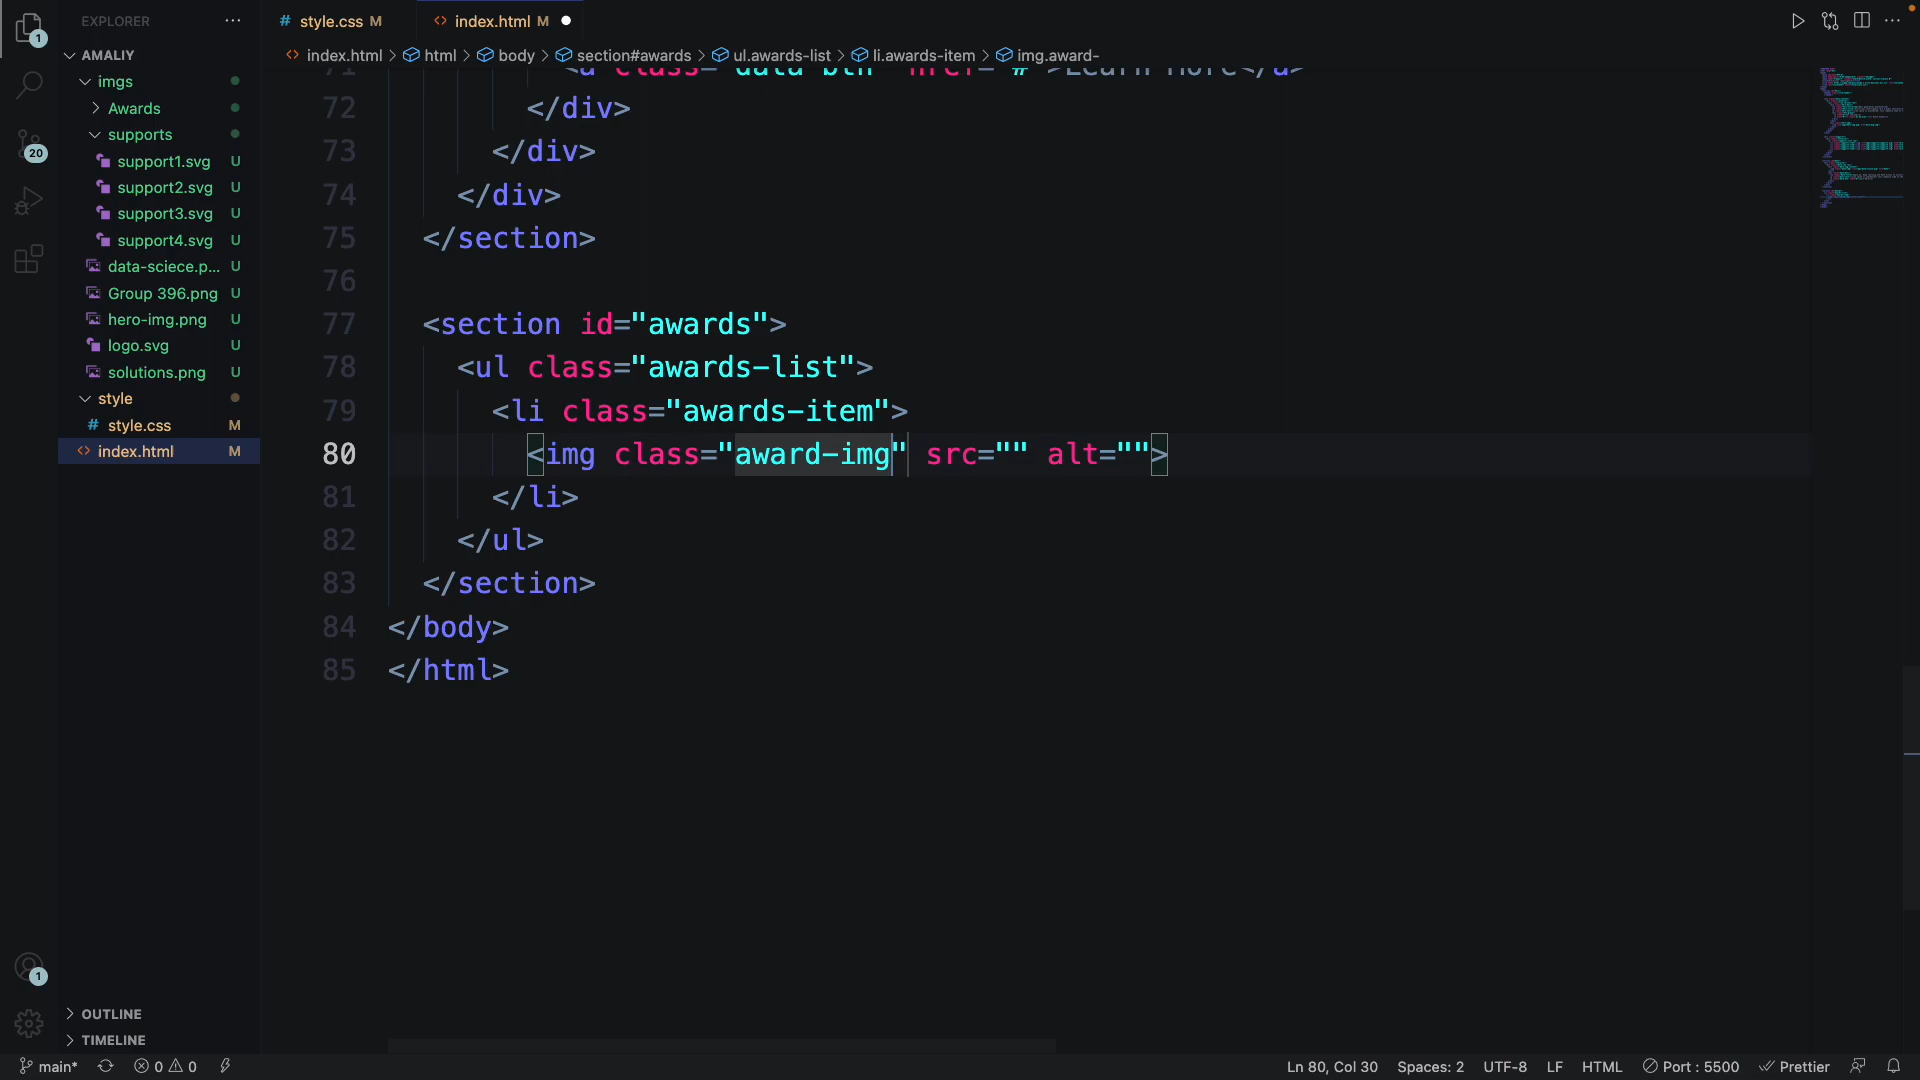 EXPLORER
AMALIY
imgs
Awards
supports
support1.svg U
support2.svg U
support3.svg U
support4.svg U
data-sciece.p... U
Group 396.png U
hero-img.png U
logo.svg U
solutions.png U
style
style.css M
index.html M
OUTLINE
TIMELINE
1
20
1
# style.css M
<> index.html M
index.html > html > body > section#awards > ul.awards-list > li.awards-item > img.award-
72 </div>
73 </div>
74 </div>
75 </section>
76
77 <section id="awards">
78 <ul class="awards-list">
79 <li class="awards-item">
80 <img class="award-img" src="" alt="">
81 </li>
82 </ul>
83 </section>
84 </body>
85 </html>
main* 0 0
Ln 80, Col 30 Spaces: 2 UTF-8 LF HTML Port : 5500 Prettier